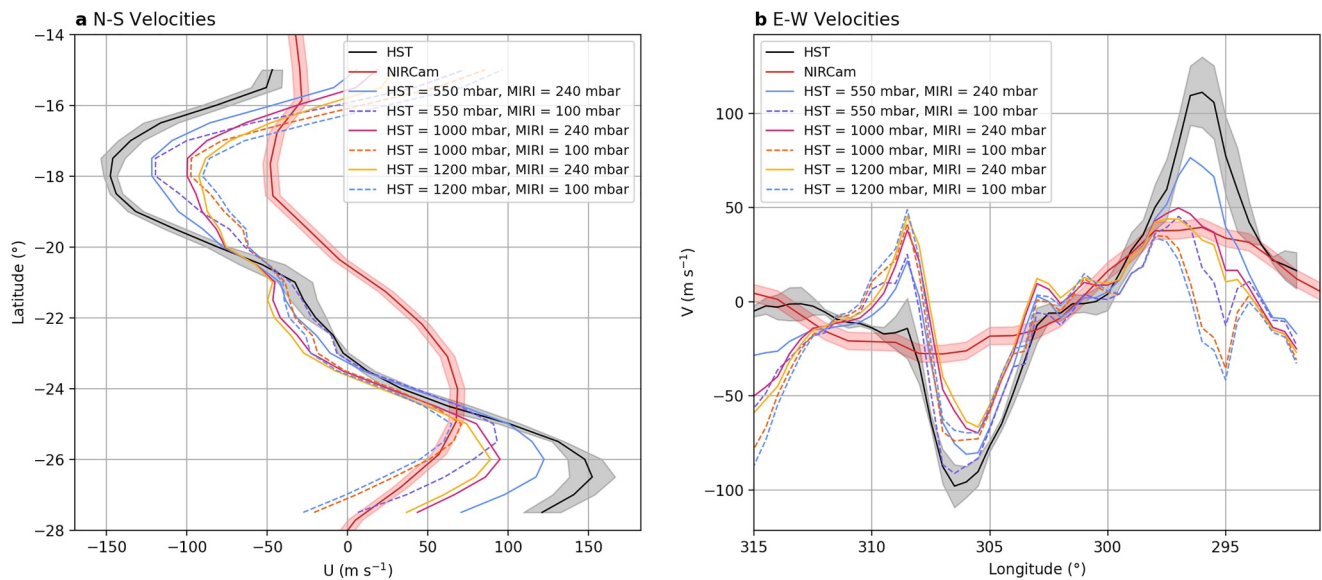 a N-S Velocities
−14
−16
−18
−20
−22
−24
−26
−28
Latitude (°)
−150
−100
−50
0
50
100
150
U (m s⁻¹)
HST
NIRCam
HST = 550 mbar, MIRI = 240 mbar
HST = 550 mbar, MIRI = 100 mbar
HST = 1000 mbar, MIRI = 240 mbar
HST = 1000 mbar, MIRI = 100 mbar
HST = 1200 mbar, MIRI = 240 mbar
HST = 1200 mbar, MIRI = 100 mbar
b E-W Velocities
100
50
0
−50
−100
V (m s⁻¹)
315
310
305
300
295
Longitude (°)
HST
NIRCam
HST = 550 mbar, MIRI = 240 mbar
HST = 550 mbar, MIRI = 100 mbar
HST = 1000 mbar, MIRI = 240 mbar
HST = 1000 mbar, MIRI = 100 mbar
HST = 1200 mbar, MIRI = 240 mbar
HST = 1200 mbar, MIRI = 100 mbar